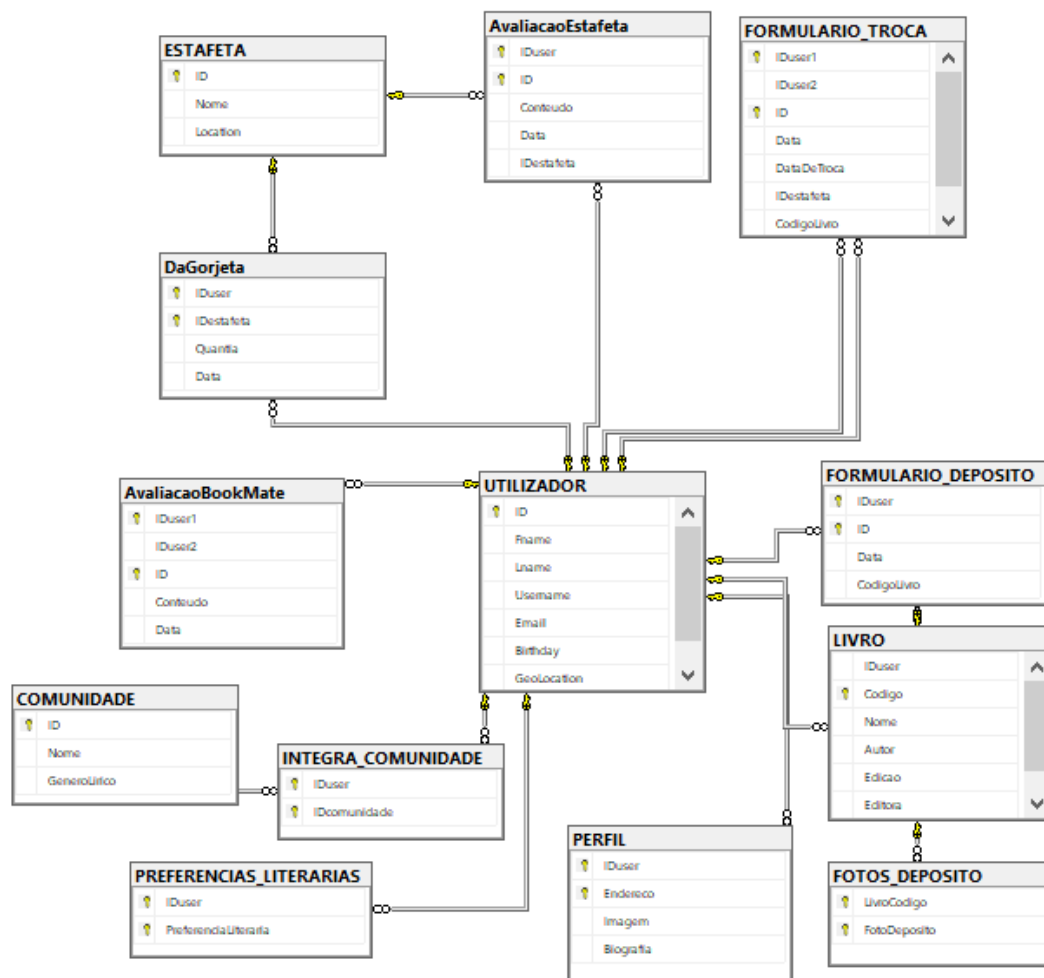 ESTAFETA
ID
Nome
Location
AvaliacaoEstafeta
IDuser
ID
Conteudo
Data
IDestafeta
FORMULARIO_TROCA
IDuser1
IDuser2
ID
Data
DataDeTroca
IDestafeta
CodigoLivro
DaGorjeta
IDuser
IDestafeta
Quantia
Data
AvaliacaoBookMate
IDuser1
IDuser2
ID
Conteudo
Data
UTILIZADOR
ID
Fname
Lname
Username
Email
Birthday
GeoLocation
FORMULARIO_DEPOSITO
IDuser
ID
Data
CodigoLivro
LIVRO
IDuser
Codigo
Nome
Autor
Edicao
Editora
COMUNIDADE
ID
Nome
GeneroLirico
INTEGRA_COMUNIDADE
IDuser
IDcomunidade
PREFERENCIAS_LITERARIAS
IDuser
PreferenciaLiteraria
PERFIL
IDuser
Endereco
Imagem
Biografia
FOTOS_DEPOSITO
LivroCodigo
FotoDeposito